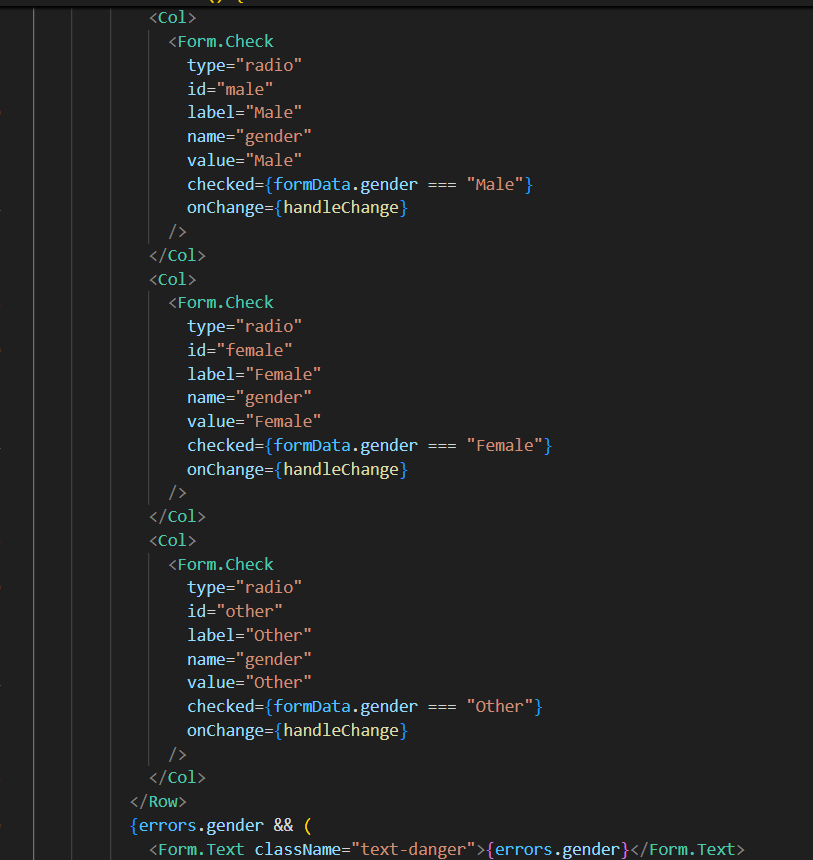 <Col>
<Form.Check
type="radio"
id="male"
label="Male"
name="gender"
value="Male"
checked={formData.gender === "Male"}
onChange={handleChange}
/>
</Col>
<Col>
<Form.Check
type="radio"
id="female"
label="Female"
name="gender"
value="Female"
checked={formData.gender === "Female"}
onChange={handleChange}
/>
</Col>
<Col>
<Form.Check
type="radio"
id="other"
label="Other"
name="gender"
value="Other"
checked={formData.gender === "Other"}
onChange={handleChange}
/>
</Col>
</Row>
{errors.gender && (
<Form.Text className="text-danger">{errors.gender}</Form.Text>